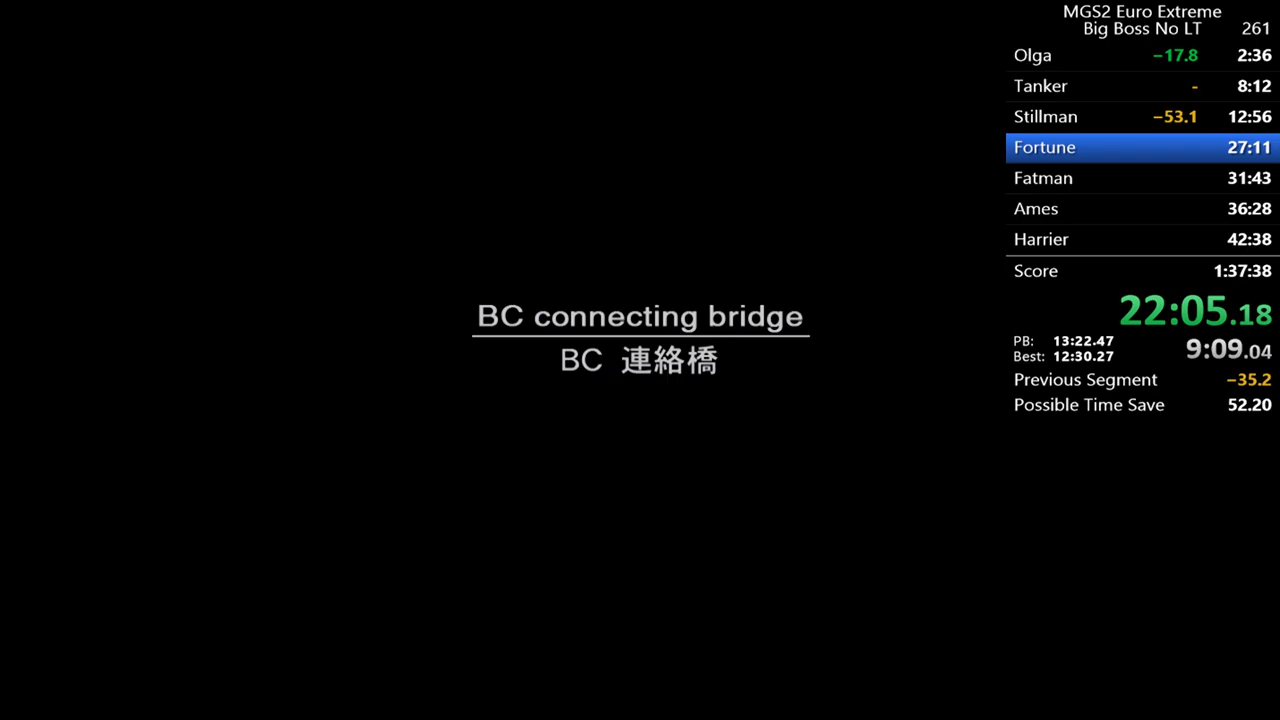 MGS2 Euro Extreme
Big Boss No LT 261
Olga −17.8 2:36
Tanker - 8:12
Stillman −53.1 12:56
Fortune 27:11
Fatman 31:43
Ames 36:28
Harrier 42:38
Score 1:37:38
22:05.18
PB: 13:22.47
Best: 12:30.27
9:09.04
Previous Segment −35.2
Possible Time Save 52.20
BC connecting bridge
BC 連絡橋